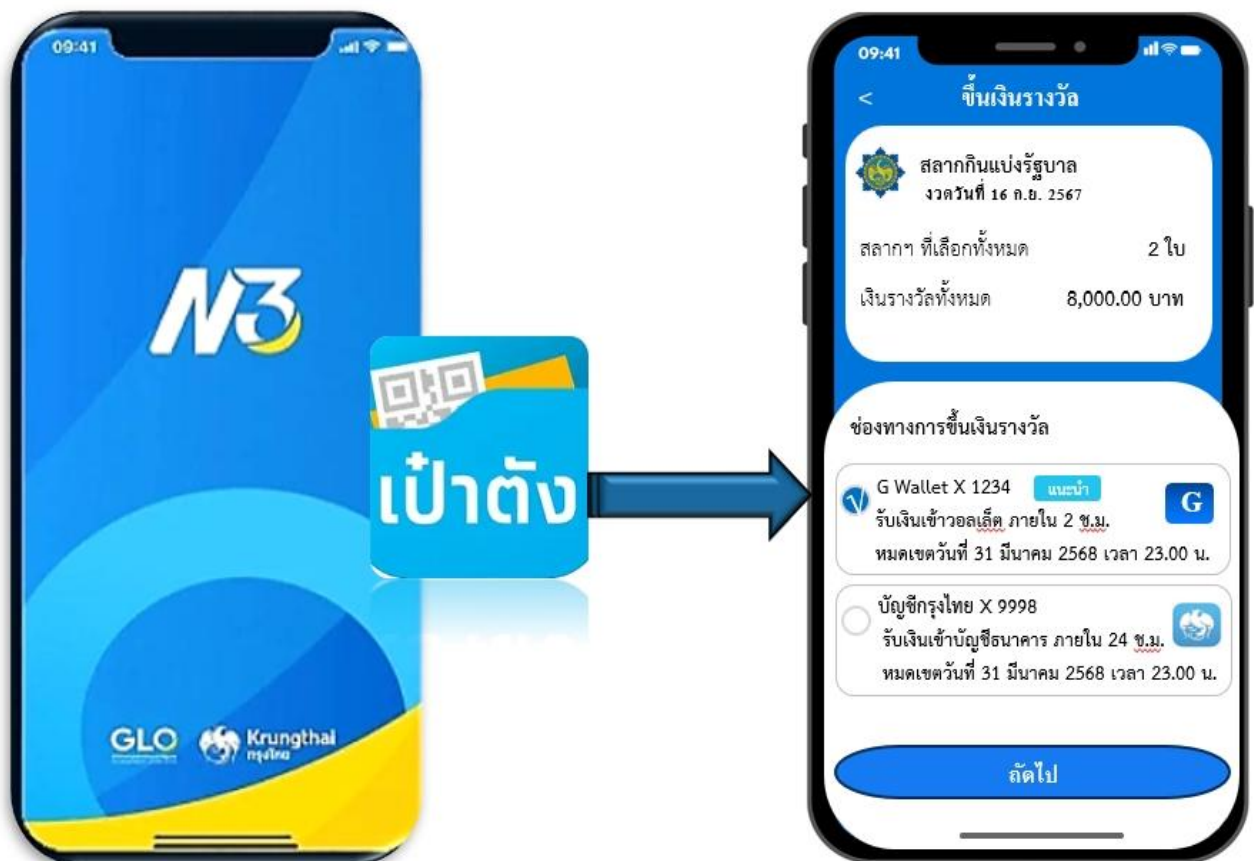 09:41
N3
GLO
Krungthai
กรุงไทย
เป๋าตัง
09:41
< ขึ้นเงินรางวัล
สลากกินแบ่งรัฐบาล
งวดวันที่ 16 ก.ย. 2567
สลากฯ ที่เลือกทั้งหมด 2 ใบ
เงินรางวัลทั้งหมด 8,000.00 บาท
ช่องทางการขึ้นเงินรางวัล
G Wallet X 1234 แนะนำ
G
รับเงินเข้าวอลเล็ต ภายใน 2 ช.ม.
หมดเขตวันที่ 31 มีนาคม 2568 เวลา 23.00 น.
บัญชีกรุงไทย X 9998
รับเงินเข้าบัญชีธนาคาร ภายใน 24 ช.ม.
หมดเขตวันที่ 31 มีนาคม 2568 เวลา 23.00 น.
ถัดไป